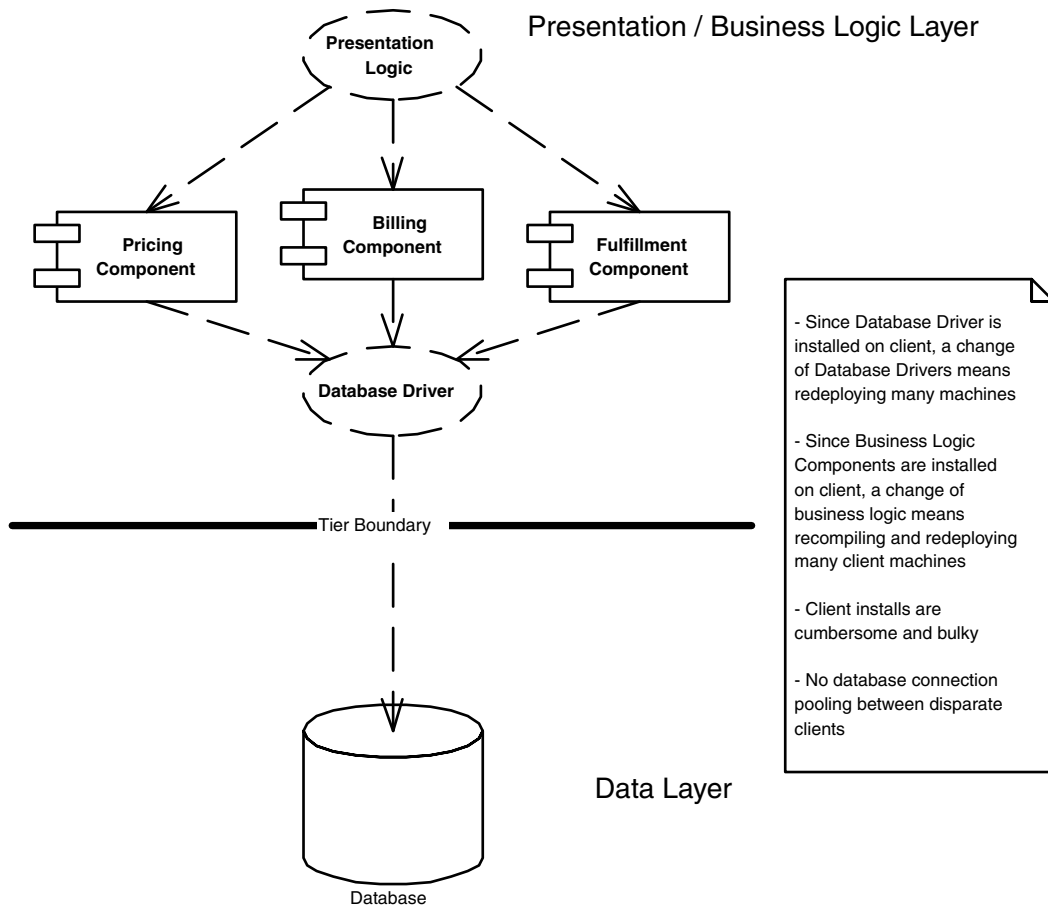 Presentation / Business Logic Layer
Presentation
Logic
Pricing
Component
Billing
Component
Fulfillment
Component
Database Driver
Tier Boundary
- Since Database Driver is
installed on client, a change
of Database Drivers means
redeploying many machines
- Since Business Logic
Components are installed
on client, a change of
business logic means
recompiling and redeploying
many client machines
- Client installs are
cumbersome and bulky
- No database connection
pooling between disparate
clients
Data Layer
Database